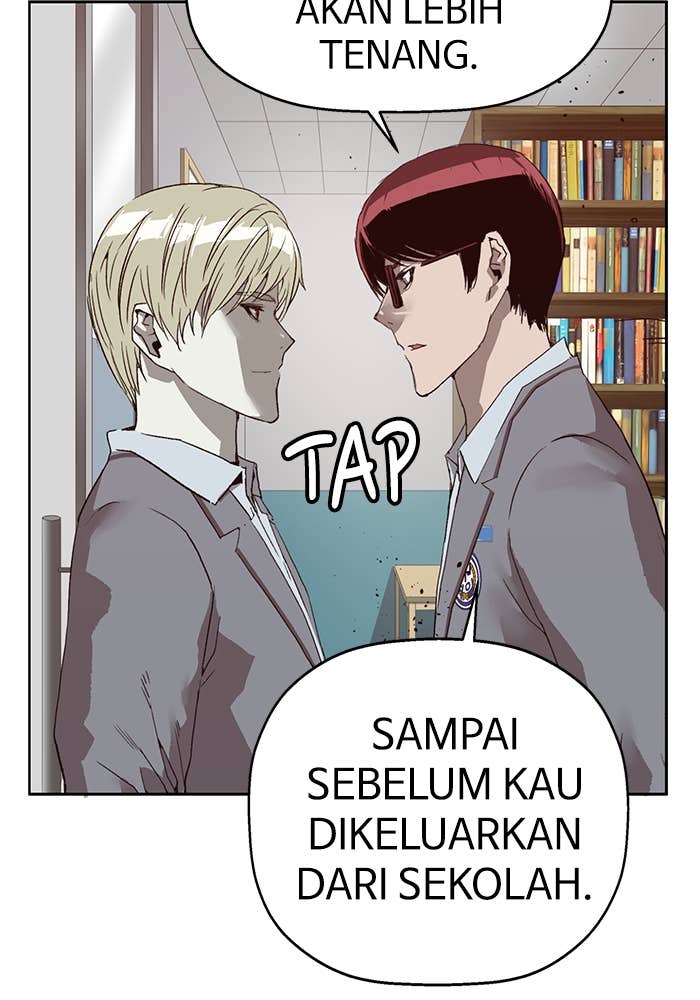 AKAN LEBIH
TENANG.
TAP
SAMPAI
SEBELUM KAU
DIKELUARKAN
DARI SEKOLAH.